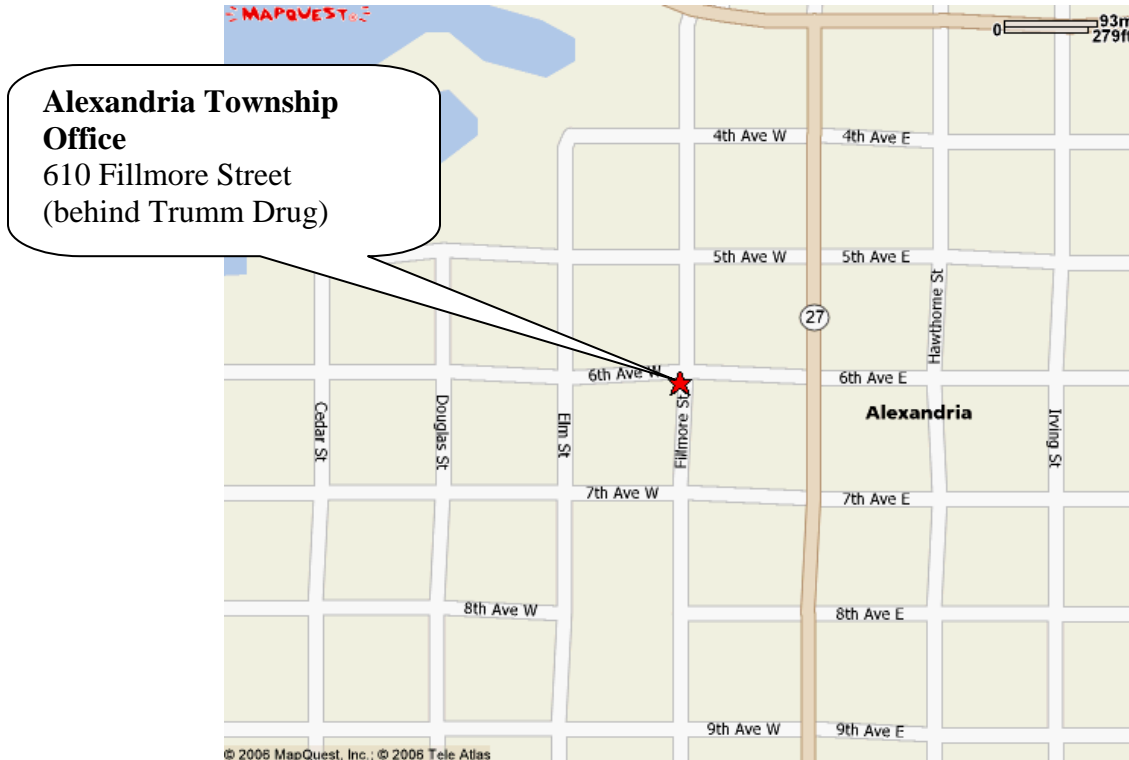 MAPQUEST
0 93m
279ft
Alexandria Township
Office
610 Fillmore Street
(behind Trumm Drug)
4th Ave W
4th Ave E
5th Ave W
5th Ave E
Hawthorne St
27
6th Ave W
6th Ave E
Alexandria
Cedar St
Douglas St
Elm St
Fillmore St
Irving St
7th Ave W
7th Ave E
8th Ave W
8th Ave E
9th Ave W
9th Ave E
© 2006 MapQuest, Inc.; © 2006 Tele Atlas